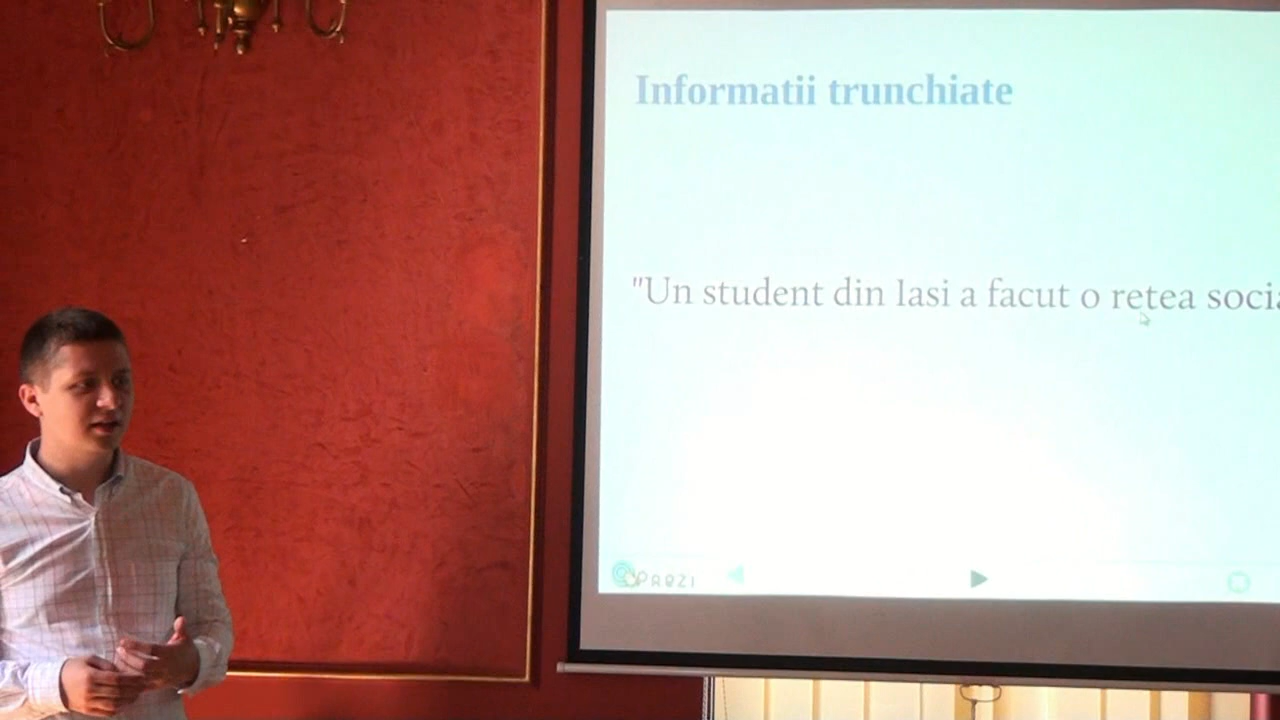 Informatii trunchiate
"Un student din Iasi a facut o retea socia
PREZI